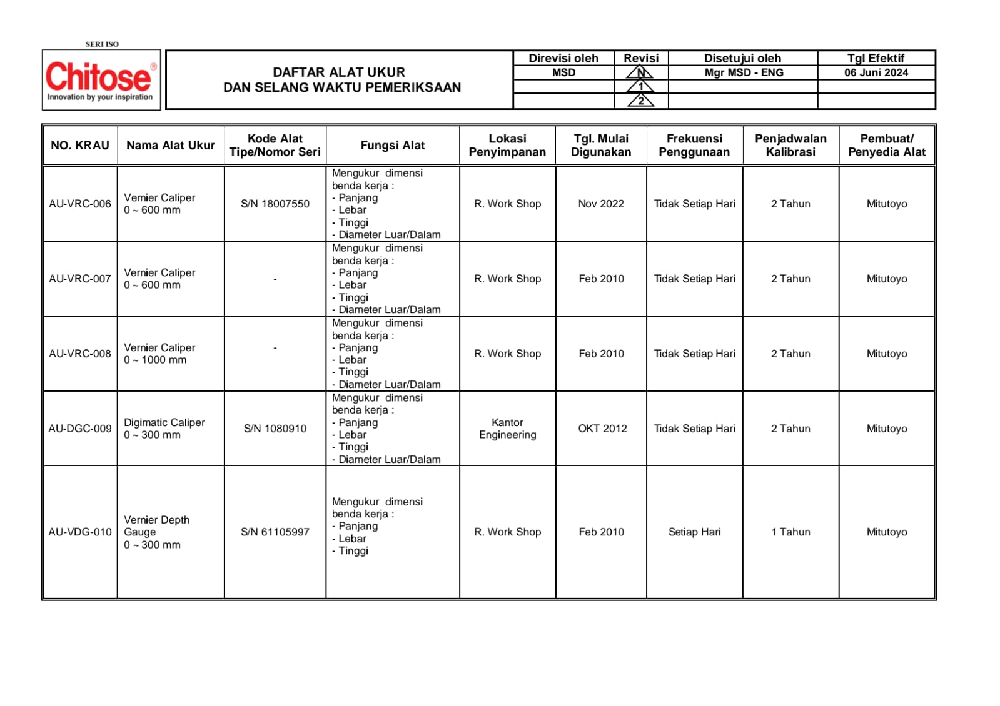 SERI ISO
Chitose®
Innovation by your inspiration
DAFTAR ALAT UKUR
DAN SELANG WAKTU PEMERIKSAAN
Direvisi oleh Revisi Disetujui oleh Tgl Efektif
MSD N Mgr MSD - ENG 06 Juni 2024
1
2
NO. KRAU
Nama Alat Ukur
Kode Alat
Tipe/Nomor Seri
Fungsi Alat
Lokasi
Penyimpanan
Tgl. Mulai
Digunakan
Frekuensi
Penggunaan
Penjadwalan
Kalibrasi
Pembuat/
Penyedia Alat
AU-VRC-006
Vernier Caliper
0 ~ 600 mm
S/N 18007550
Mengukur dimensi
benda kerja :
- Panjang
- Lebar
- Tinggi
- Diameter Luar/Dalam
R. Work Shop
Nov 2022
Tidak Setiap Hari
2 Tahun
Mitutoyo
AU-VRC-007
Vernier Caliper
0 ~ 600 mm
-
Mengukur dimensi
benda kerja :
- Panjang
- Lebar
- Tinggi
- Diameter Luar/Dalam
R. Work Shop
Feb 2010
Tidak Setiap Hari
2 Tahun
Mitutoyo
AU-VRC-008
Vernier Caliper
0 ~ 1000 mm
-
Mengukur dimensi
benda kerja :
- Panjang
- Lebar
- Tinggi
- Diameter Luar/Dalam
R. Work Shop
Feb 2010
Tidak Setiap Hari
2 Tahun
Mitutoyo
AU-DGC-009
Digimatic Caliper
0 ~ 300 mm
S/N 1080910
Mengukur dimensi
benda kerja :
- Panjang
- Lebar
- Tinggi
- Diameter Luar/Dalam
Kantor
Engineering
OKT 2012
Tidak Setiap Hari
2 Tahun
Mitutoyo
AU-VDG-010
Vernier Depth
Gauge
0 ~ 300 mm
S/N 61105997
Mengukur dimensi
benda kerja :
- Panjang
- Lebar
- Tinggi
R. Work Shop
Feb 2010
Setiap Hari
1 Tahun
Mitutoyo